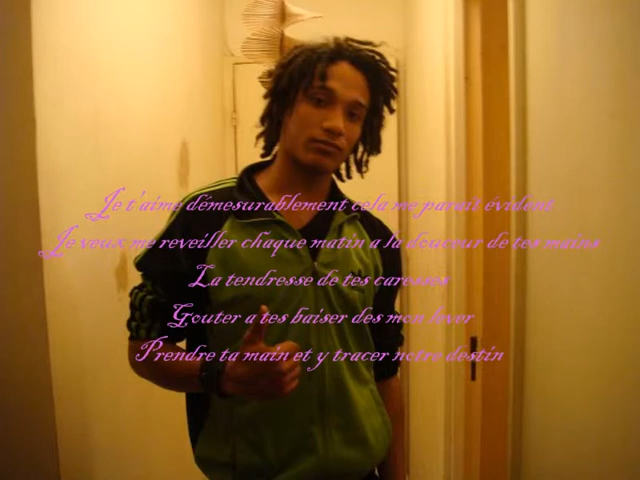 Je t'aime démesurablement cela me parait évident
Je veux me reveiller chaque matin a la douceur de tes mains
La tendresse de tes caresses
Gouter a tes baiser des mon lever
Prendre ta main et y tracer notre destin